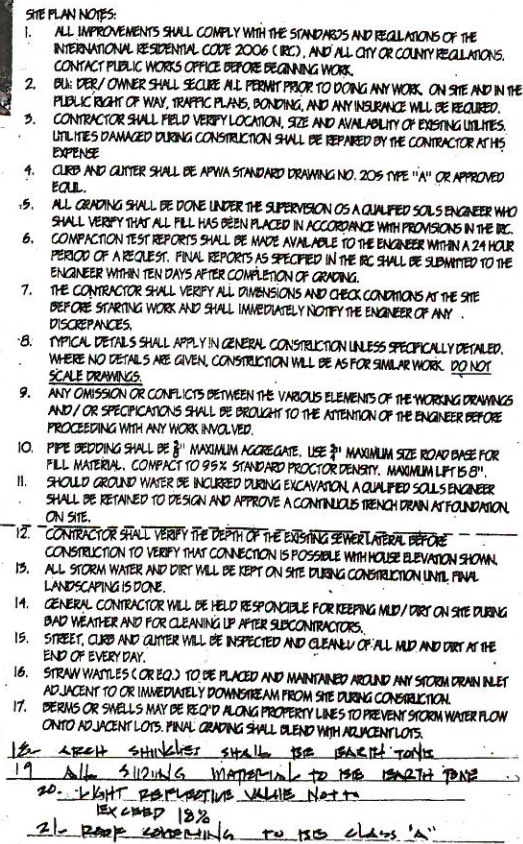 SITE PLAN NOTES:
1. ALL IMPROVEMENTS SHALL COMPLY WITH THE STANDARDS AND REGULATIONS OF THE
INTERNATIONAL RESIDENTIAL CODE 2006 (IRC), AND ALL CITY OR COUNTY REGULATIONS.
CONTACT PUBLIC WORKS OFFICE BEFORE BEGINNING WORK.
2. BUILDER/ OWNER SHALL SECURE ALL PERMIT PRIOR TO DOING ANY WORK. ON SITE AND IN THE
PUBLIC RIGHT OF WAY, TRAFFIC PLANS, BONDING, AND ANY INSURANCE WILL BE REQUIRED.
3. CONTRACTOR SHALL FIELD VERIFY LOCATION, SIZE AND AVAILABILITY OF EXISTING UTILITIES.
UTILITIES DAMAGED DURING CONSTRUCTION SHALL BE REPAIRED BY THE CONTRACTOR AT HIS
EXPENSE
4. CURB AND GUTTER SHALL BE APWA STANDARD DRAWING NO. 205 TYPE "A" OR APPROVED
EQUIL.
5. ALL GRADING SHALL BE DONE UNDER THE SUPERVISION OS A QUALIFIED SOILS ENGINEER WHO
SHALL VERIFY THAT ALL FILL HAS BEEN PLACED IN ACCORDANCE WITH PROVISIONS IN THE IRC.
6. COMPACTION TEST REPORTS SHALL BE MADE AVAILABLE TO THE ENGINEER WITHIN A 24 HOUR
PERIOD OF A REQUEST. FINAL REPORTS AS SPECIFIED IN THE IRC SHALL BE SUBMITTED TO THE
ENGINEER WITHIN TEN DAYS AFTER COMPLETION OF GRADING.
7. THE CONTRACTOR SHALL VERIFY ALL DIMENSIONS AND CHECK CONDITIONS AT THE SITE
BEFORE STARTING WORK AND SHALL IMMEDIATELY NOTIFY THE ENGINEER OF ANY
DISCREPANCES.
8. TYPICAL DETAILS SHALL APPLY IN GENERAL CONSTRUCTION UNLESS SPECIFICALLY DETAILED.
WHERE NO DETAILS ARE GIVEN, CONSTRUCTION WILL BE AS FOR SIMILAR WORK. DO NOT
SCALE DRAWINGS.
9. ANY OMISSION OR CONFLICTS BETWEEN THE VARIOUS ELEMENTS OF THE WORKING DRAWINGS
AND/ OR SPECIFICATIONS SHALL BE BROUGHT TO THE ATTENTION OF THE ENGINEER BEFORE
PROCEEDING WITH ANY WORK INVOLVED.
10. PIPE BEDDING SHALL BE MAXIMUM AGGREGATE. USE MAXIMUM SIZE ROAD BASE FOR
FILL MATERIAL. COMPACT TO 95% STANDARD PROCTOR DENSITY. MAXIMUM LIFT IS 8".
11. SHOULD GROUND WATER BE INCURRED DURING EXCAVATION, A QUALIFIED SOILS ENGINEER
SHALL BE RETAINED TO DESIGN AND APPROVE A CONTINUOUS TRENCH DRAIN AT FOUNDATION.
ON SITE.
12. CONTRACTOR SHALL VERIFY THE DEPTH OF THE EXISTING SEWER LATERAL BEFORE
CONSTRUCTION TO VERIFY THAT CONNECTION IS POSSIBLE WITH HOUSE ELEVATION SHOWN.
13. ALL STORM WATER AND DIRT WILL BE KEPT ON SITE DURING CONSTRUCTION UNTIL FINAL
LANDSCAPING IS DONE.
14. GENERAL CONTRACTOR WILL BE HELD RESPONCIBLE FOR KEEPING MUD/ DIRT ON SITE DURING
BAD WEATHER AND FOR CLEANING UP AFTER SUBCONTRACTORS.
15. STREET, CURB AND GUTTER WILL BE INSPECTED AND CLEANED OF ALL MUD AND DIRT AT THE
END OF EVERY DAY.
16. STRAW WATTLES ( OR EQ. ) TO BE PLACED AND MAINTAINED AROUND ANY STORM DRAIN INLET
ADJACENT TO OR IMMEDIATELY DOWNSTREAM FROM SITE DURING CONSTRUCTION.
17. BERMS OR SWELLS MAY BE REQ'D ALONG PROPERTY LINES TO PREVENT STORM WATER FLOW
ONTO ADJACENT LOTS. FINAL GRADING SHALL BLEND WITH ADJACENT LOTS.
18- ARCH SHINGLES SHALL BE EARTH TONE
19 ALL SIDING MATERIAL TO BE EARTH TONE
20. LIGHT REFLECTIVE VALUE NOT TO
EXCEED 18%
21- ROOF COVERING TO BE CLASS "A"